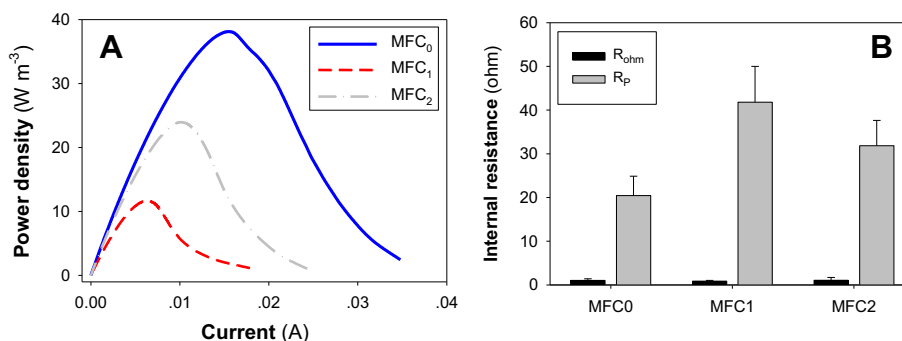 A
Power density (W m⁻³)
40
30
20
10
0
MFC₀
MFC₁
MFC₂
0.00
.01
.02
.03
.04
Current (A)
B
Internal resistance (ohm)
60
50
40
30
20
10
0
Rₒₕₘ
R_P
MFC0
MFC1
MFC2